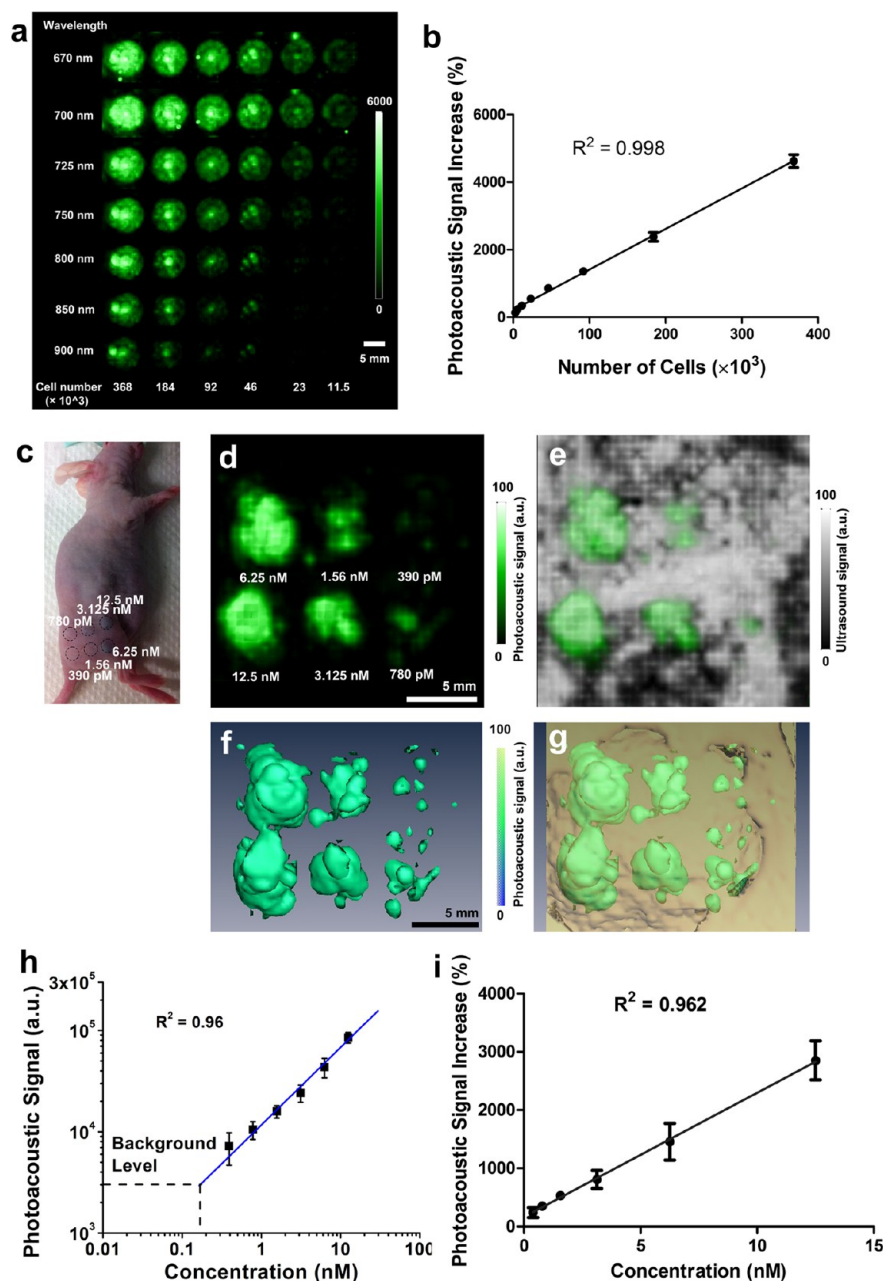 a
Wavelength
670 nm
700 nm
725 nm
750 nm
800 nm
850 nm
900 nm
Cell number 368 184 92 46 23 11.5
(× 10^3)
6000
0
5 mm
b
Photoacoustic Signal Increase (%)
6000
4000
2000
0
R² = 0.998
0 100 200 300 400
Number of Cells (×10³)
c
12.5 nM
3.125 nM
780 pM
6.25 nM
1.56 nM
390 pM
d
6.25 nM 1.56 nM 390 pM
12.5 nM 3.125 nM 780 pM
5 mm
100
Photoacoustic signal (a.u.)
0
e
100
Ultrasound signal (a.u.)
0
f
5 mm
100
Photoacoustic signal (a.u.)
0
g
h
Photoacoustic Signal (a.u.)
3x10⁵
10⁵
10⁴
10³
R² = 0.96
Background
Level
0.01 0.1 1 10 100
Concentration (nM)
i
Photoacoustic Signal Increase (%)
4000
3000
2000
1000
0
R² = 0.962
0 5 10 15
Concentration (nM)